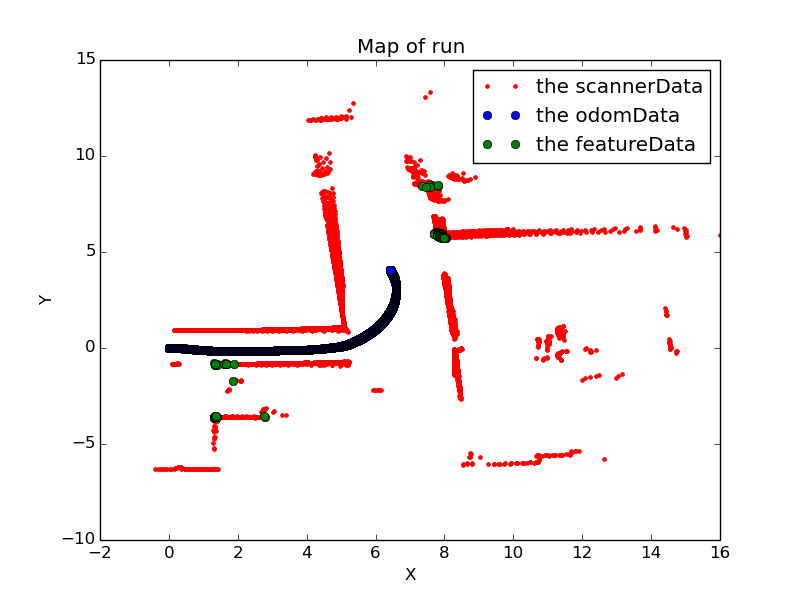 Map of run
the scannerData
the odomData
the featureData
15
10
5
0
−5
−10
Y
−2 0 2 4 6 8 10 12 14 16
X